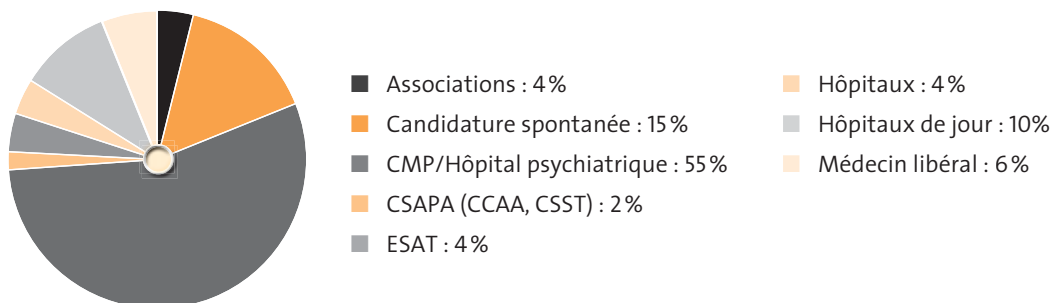 Associations : 4 %
Candidature spontanée : 15 %
CMP/Hôpital psychiatrique : 55 %
CSAPA (CCAA, CSST) : 2 %
ESAT : 4 %
Hôpitaux : 4 %
Hôpitaux de jour : 10 %
Médecin libéral : 6 %